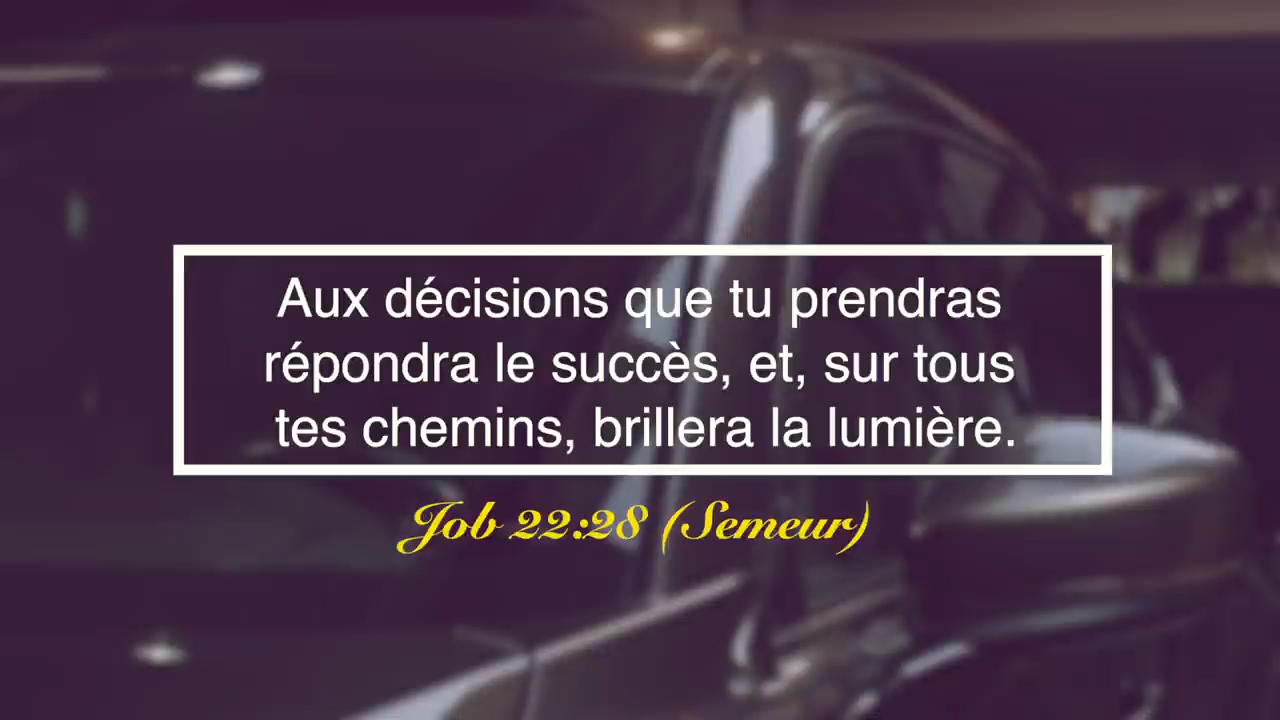 Aux décisions que tu prendras
répondra le succès, et, sur tous
tes chemins, brillera la lumière.
Job 22:28 (Semeur)